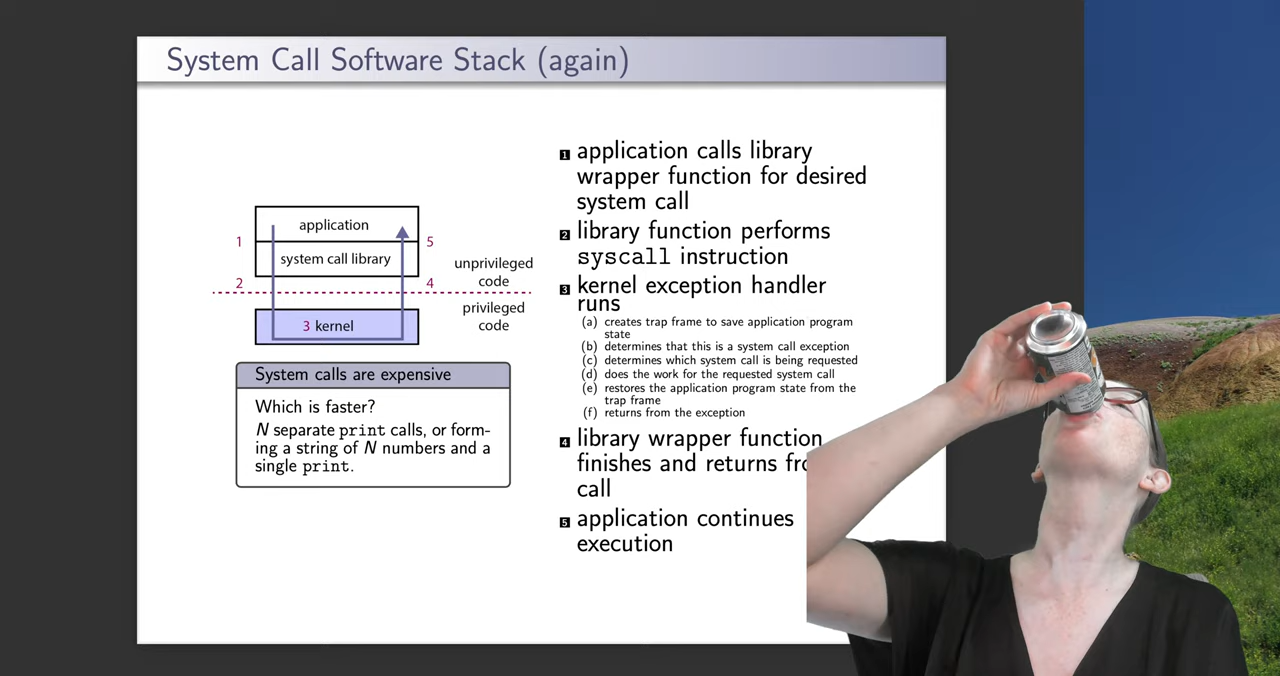 System Call Software Stack (again)
application
system call library
3 kernel
1
2
5
4
unprivileged
code
privileged
code
System calls are expensive
Which is faster?
N separate print calls, or form-
ing a string of N numbers and a
single print.
1 application calls library
wrapper function for desired
system call
2 library function performs
syscall instruction
3 kernel exception handler
runs
(a) creates trap frame to save application program
state
(b) determines that this is a system call exception
(c) determines which system call is being requested
(d) does the work for the requested system call
(e) restores the application program state from the
trap frame
(f) returns from the exception
4 library wrapper function
finishes and returns
call
5 application continues
execution